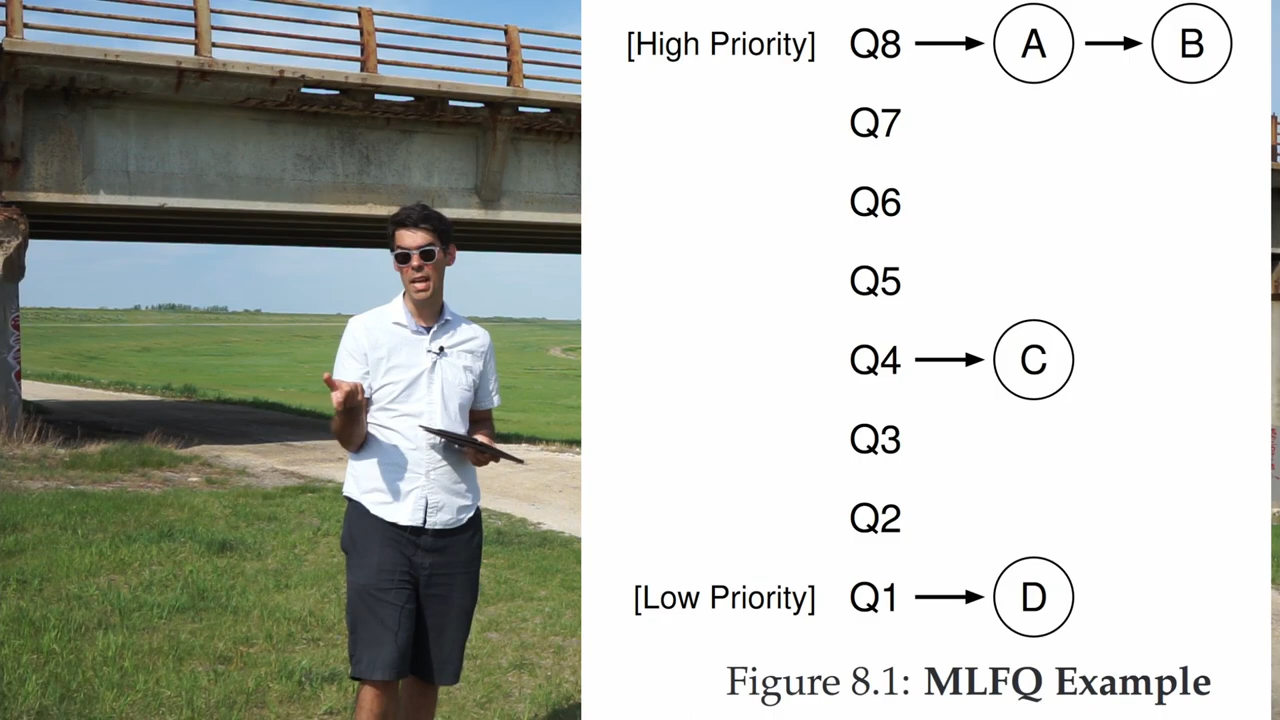 [High Priority] Q8 A B
Q7
Q6
Q5
Q4 C
Q3
Q2
[Low Priority] Q1 D
Figure 8.1: MLFQ Example